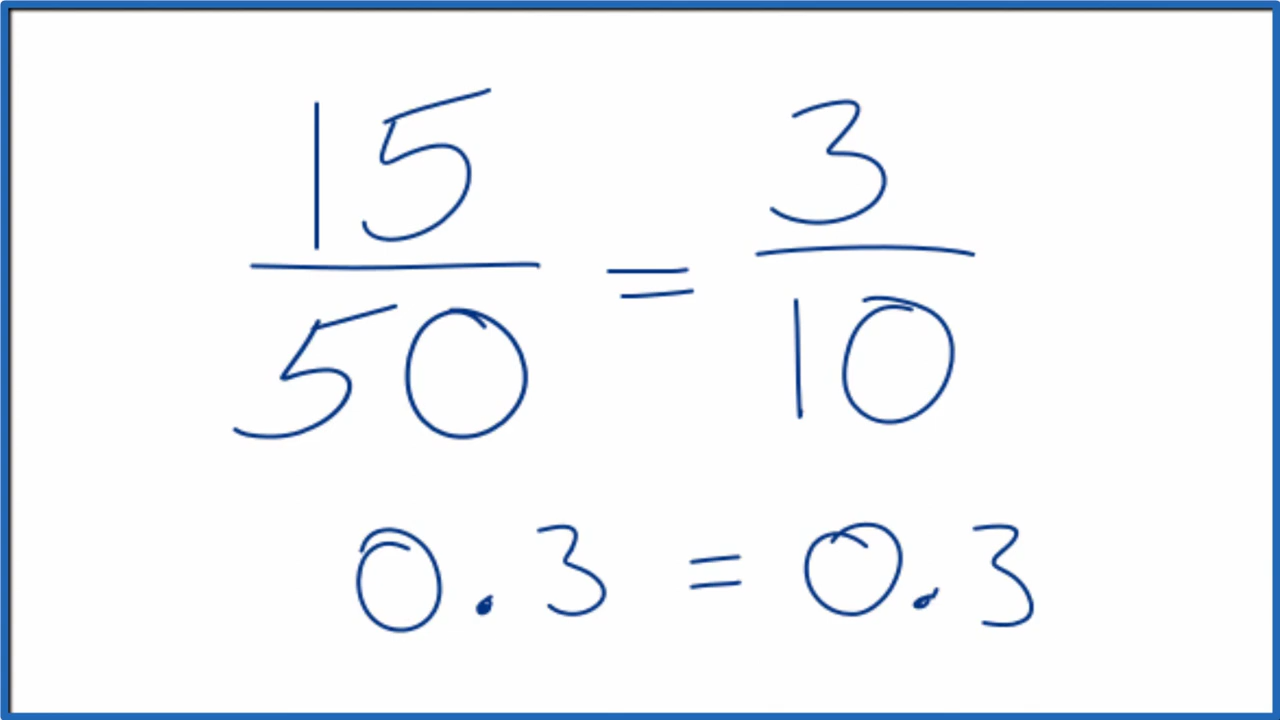 15/50 = 3/10
0.3 = 0.3